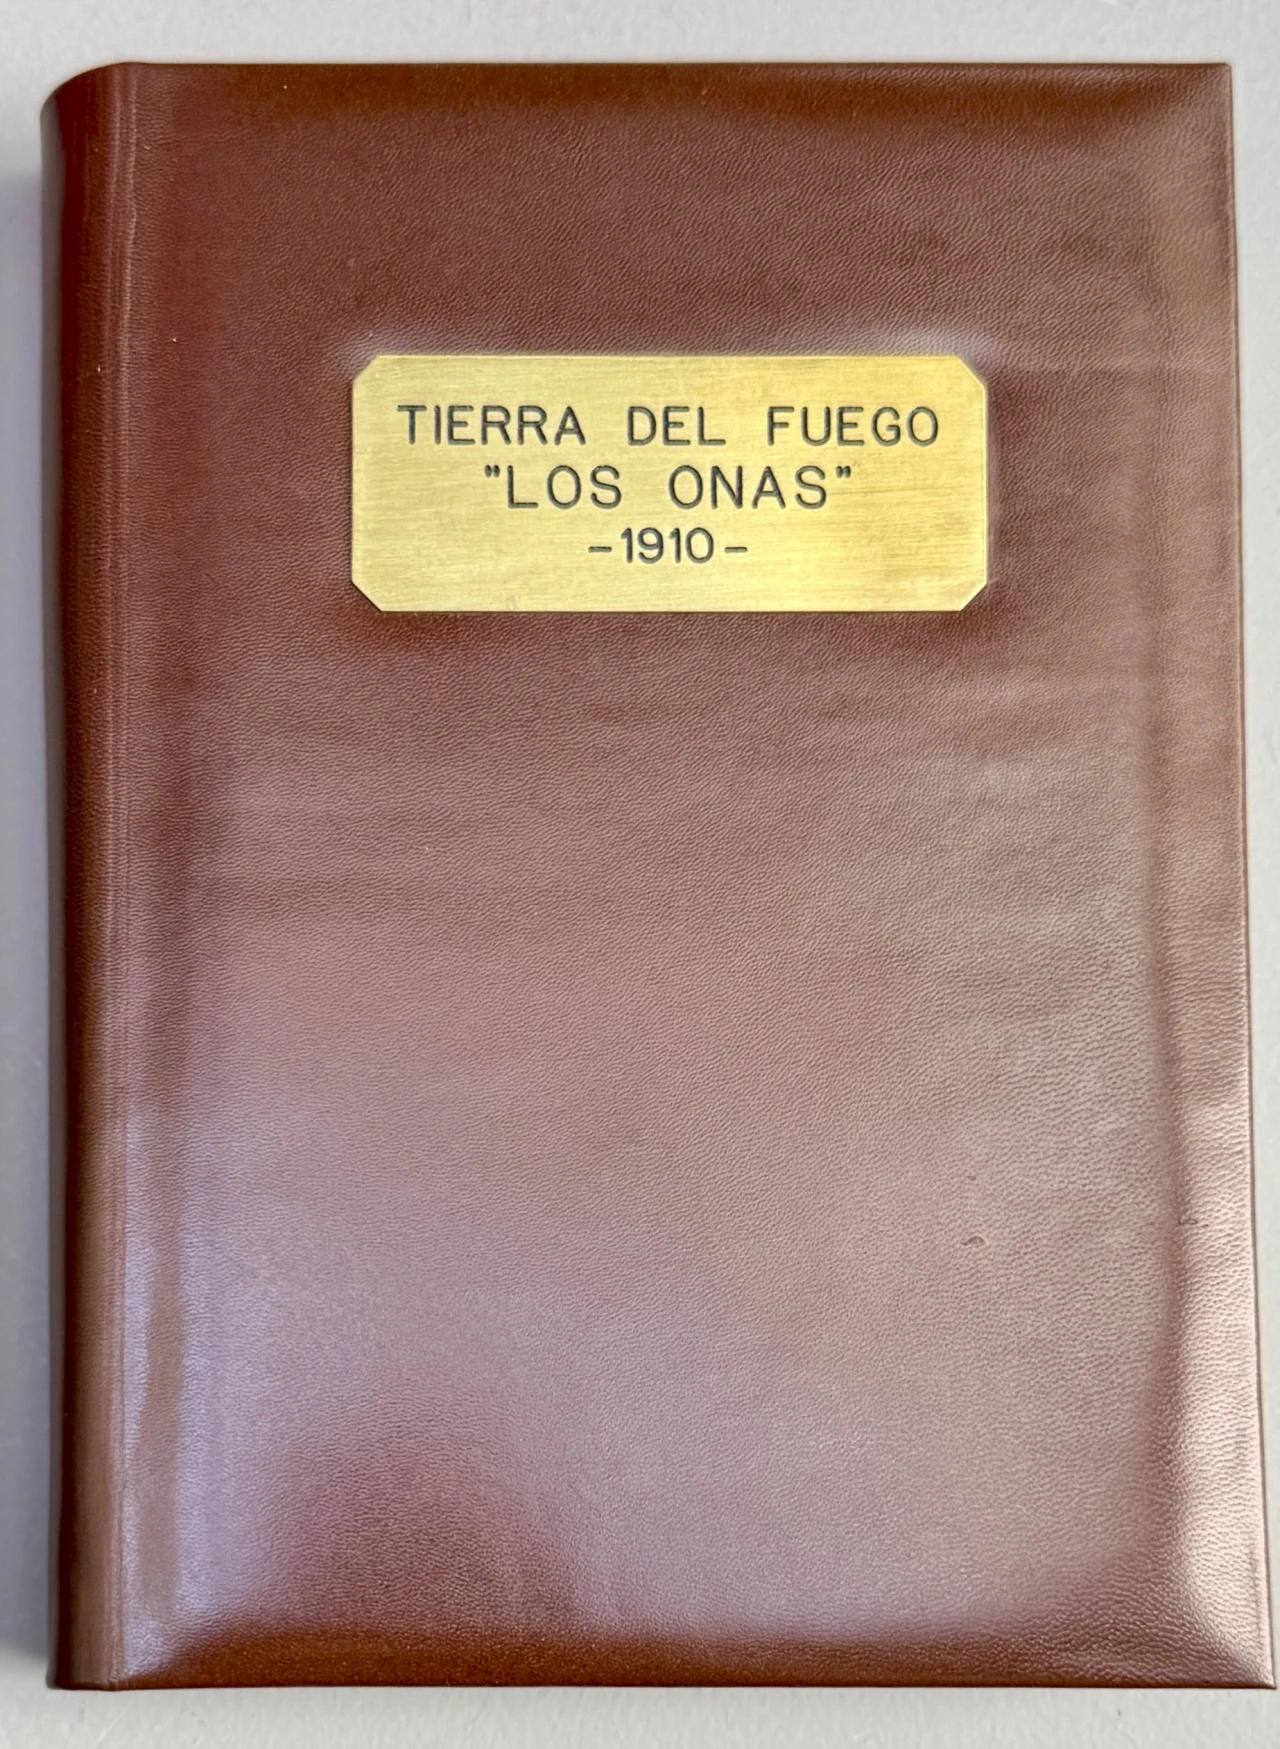 TIERRA DEL FUEGO
"LOS ONAS"
-1910-